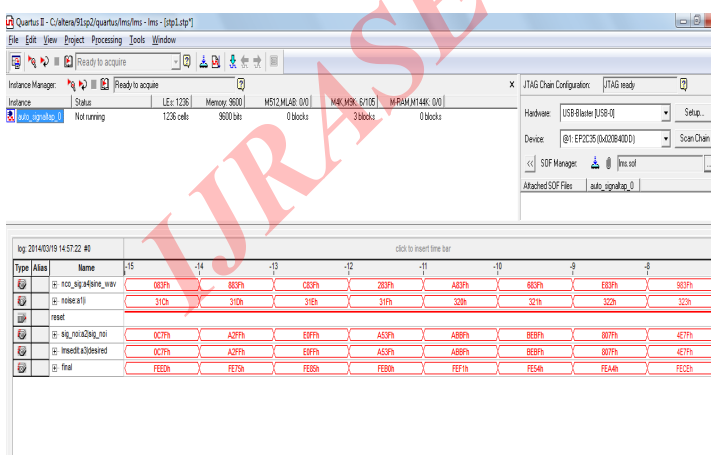 Quartus II - C:/altera/91sp2/quartus/lms/lms - lms - [stp1.stp*]
File Edit View Project Processing Tools Window
Ready to acquire
Instance Manager: Ready to acquire x JTAG Chain Configuration: JTAG ready
Instance Status LEs: 1236 Memory: 9600 M512,MLAB: 0/0 M4K,M9K: 6/105 M-RAM,M144K: 0/0
auto_signaltap_0 Not running 1236 cells 9600 bits 0 blocks 3 blocks 0 blocks
Hardware: USB-Blaster [USB-0] Setup...
Device: @1: EP2C35 (0x020B40DD) Scan Chain
<< SOF Manager: lms.sof ...
Attached SOF Files auto_signaltap_0
IJRASE
log: 2014/03/19 14:57:22 #0 click to insert time bar
Type Alias Name -15 -14 -13 -12 -11 -10 -9 -8
nco_sig:a4|sine_wav 083Fh 883Fh C83Fh 283Fh A83Fh 683Fh E83Fh 983Fh
noise:a1|i 31Ch 31Dh 31Eh 31Fh 320h 321h 322h 323h
reset
sig_noi:a2|sig_noi 0C7Fh A2FFh E0FFh A53Fh ABBFh BEBFh 807Fh 4E7Fh
lmsedit:a3|desired 0C7Fh A2FFh E0FFh A53Fh ABBFh BEBFh 807Fh 4E7Fh
final FEEDh FE75h FE85h FEB0h FEF1h FE54h FEA4h FECEh